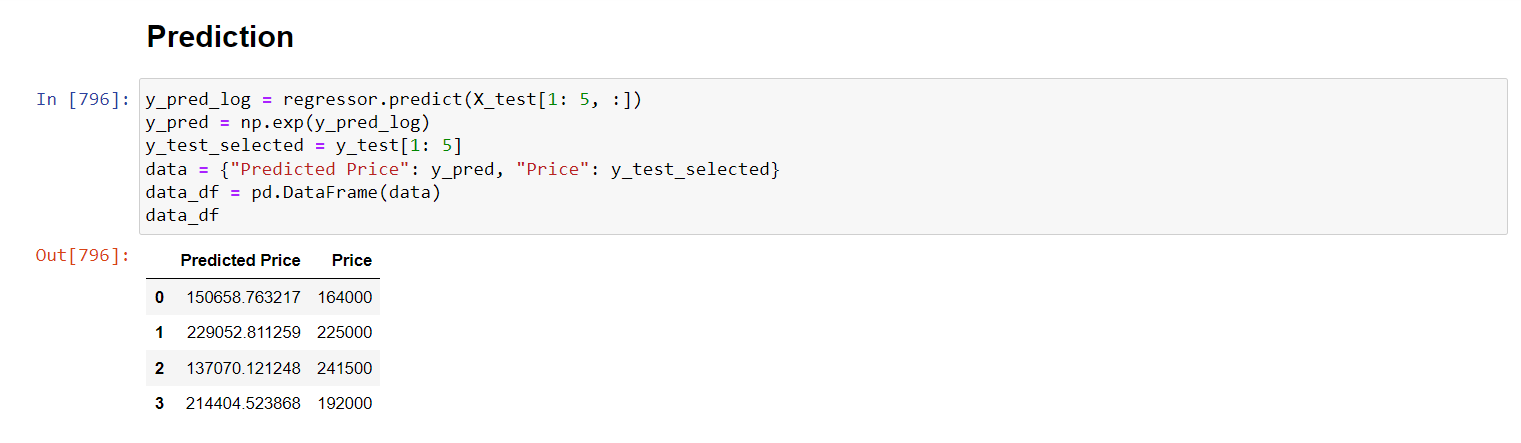 Prediction
In [796]: y_pred_log = regressor.predict(X_test[1: 5, :])
y_pred = np.exp(y_pred_log)
y_test_selected = y_test[1: 5]
data = {"Predicted Price": y_pred, "Price": y_test_selected}
data_df = pd.DataFrame(data)
data_df
Out[796]:
Predicted Price Price
0 150658.763217 164000
1 229052.811259 225000
2 137070.121248 241500
3 214404.523868 192000